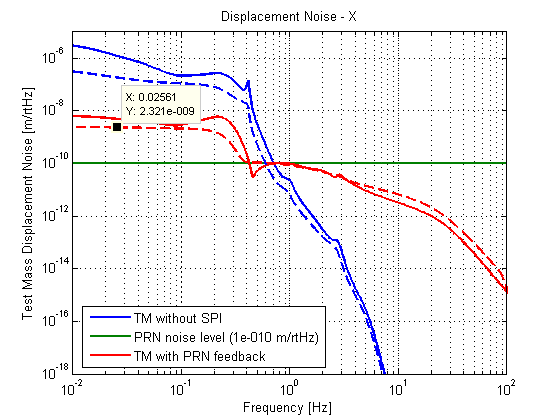 Displacement Noise - X
Test Mass Displacement Noise [m/rtHz]
10^-6
10^-8
10^-10
10^-12
10^-14
10^-16
10^-18
X: 0.02561
Y: 2.321e-009
TM without SPI
PRN noise level (1e-010 m/rtHz)
TM with PRN feedback
10^-2 10^-1 10^0 10^1 10^2
Frequency [Hz]